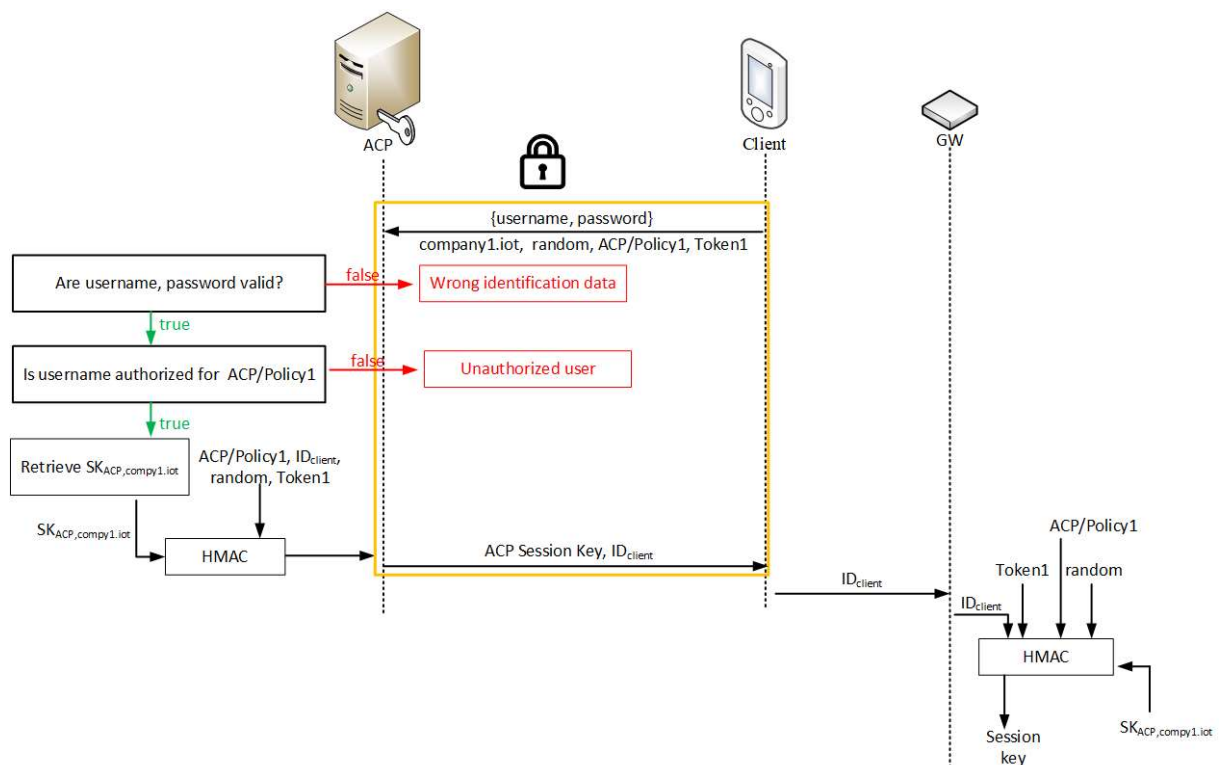 ACP
Client
GW
{username, password}
company1.iot, random, ACP/Policy1, Token1
Are username, password valid?
false
Wrong identification data
true
Is username authorized for ACP/Policy1
false
Unauthorized user
true
Retrieve SKACP,compy1.iot
ACP/Policy1, IDclient,
random, Token1
SKACP,compy1.iot
HMAC
ACP Session Key, IDclient
IDclient
ACP/Policy1
Token1
random
IDclient
HMAC
SKACP,compy1.iot
Session
key